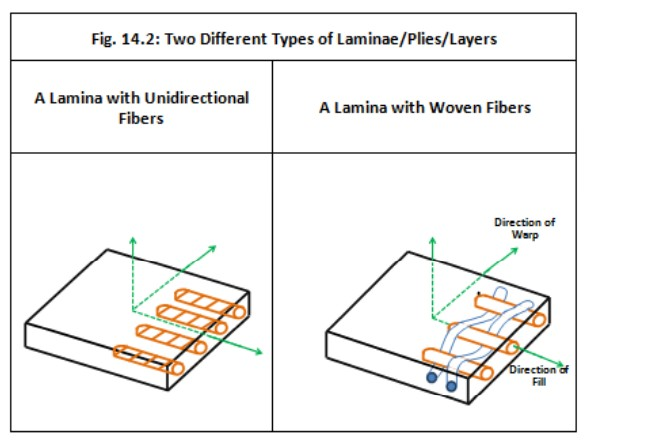 Fig. 14.2: Two Different Types of Laminae/Plies/Layers
A Lamina with Unidirectional
Fibers
A Lamina with Woven Fibers
Direction of
Warp
Direction of
Fill